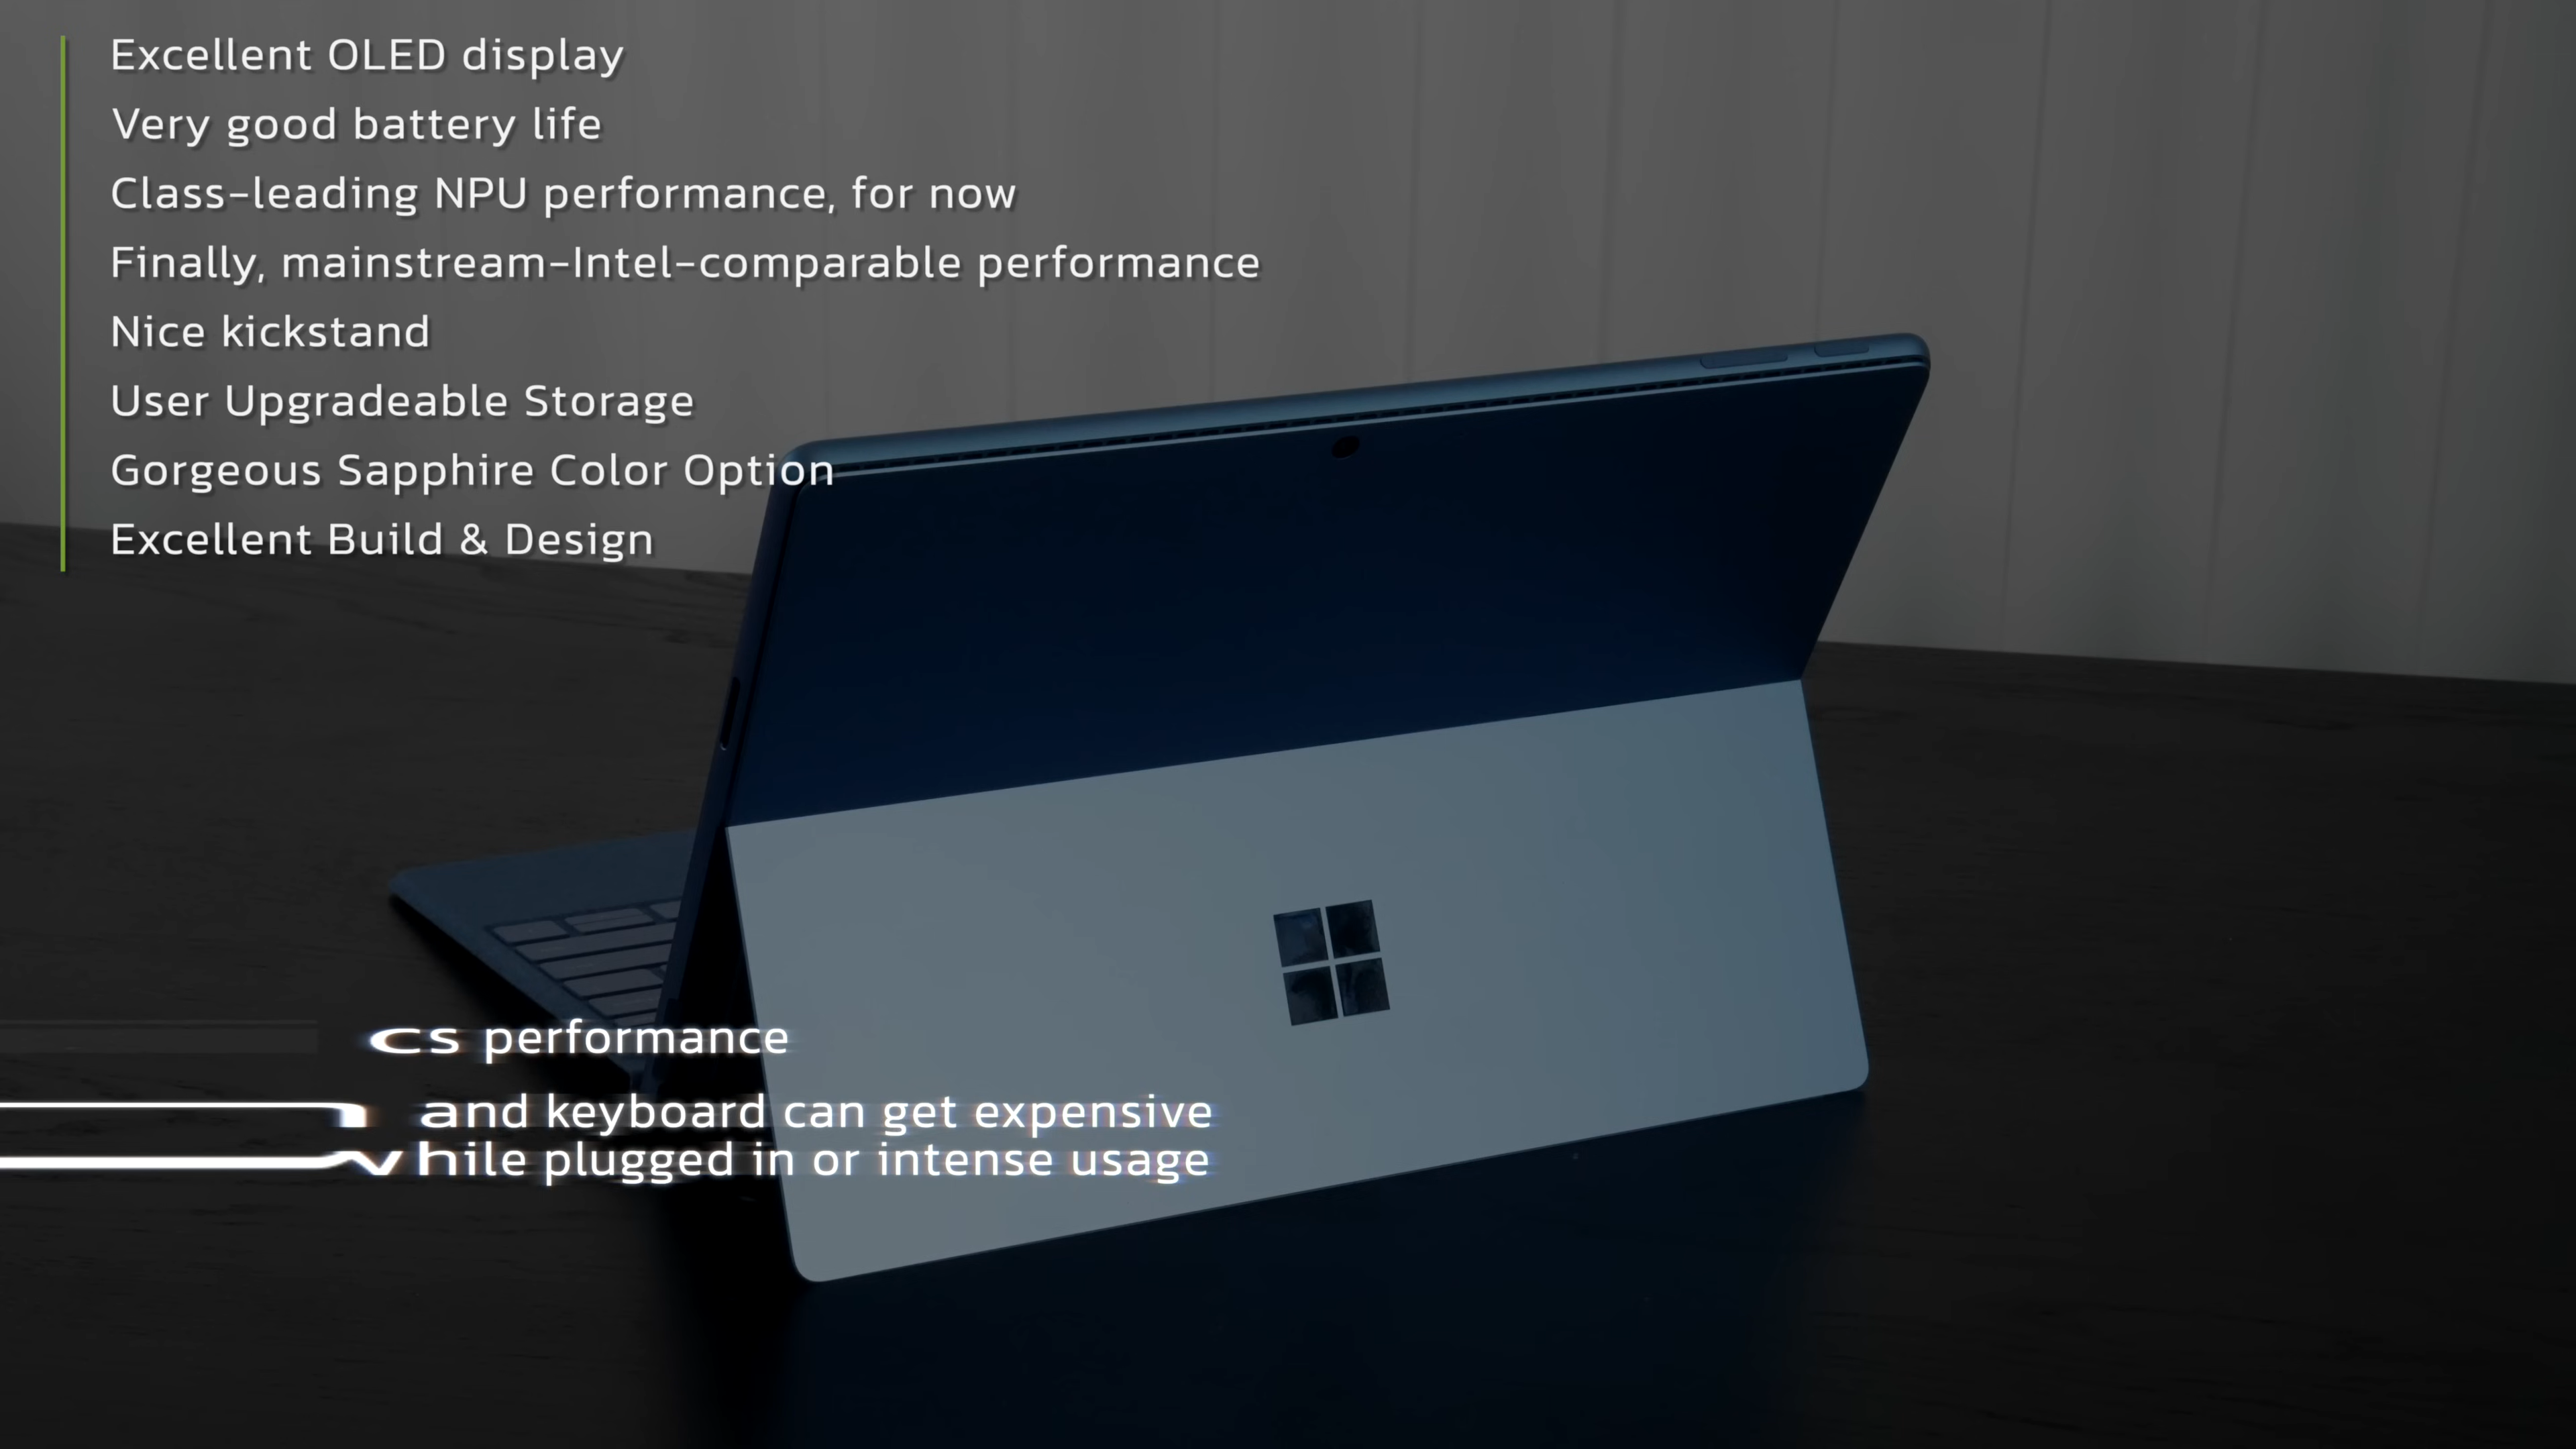 Excellent OLED display
Very good battery life
Class-leading NPU performance, for now
Finally, mainstream-Intel-comparable performance
Nice kickstand
User Upgradeable Storage
Gorgeous Sapphire Color Option
Excellent Build & Design
performance
and keyboard can get expensive
plugged in or intense usage